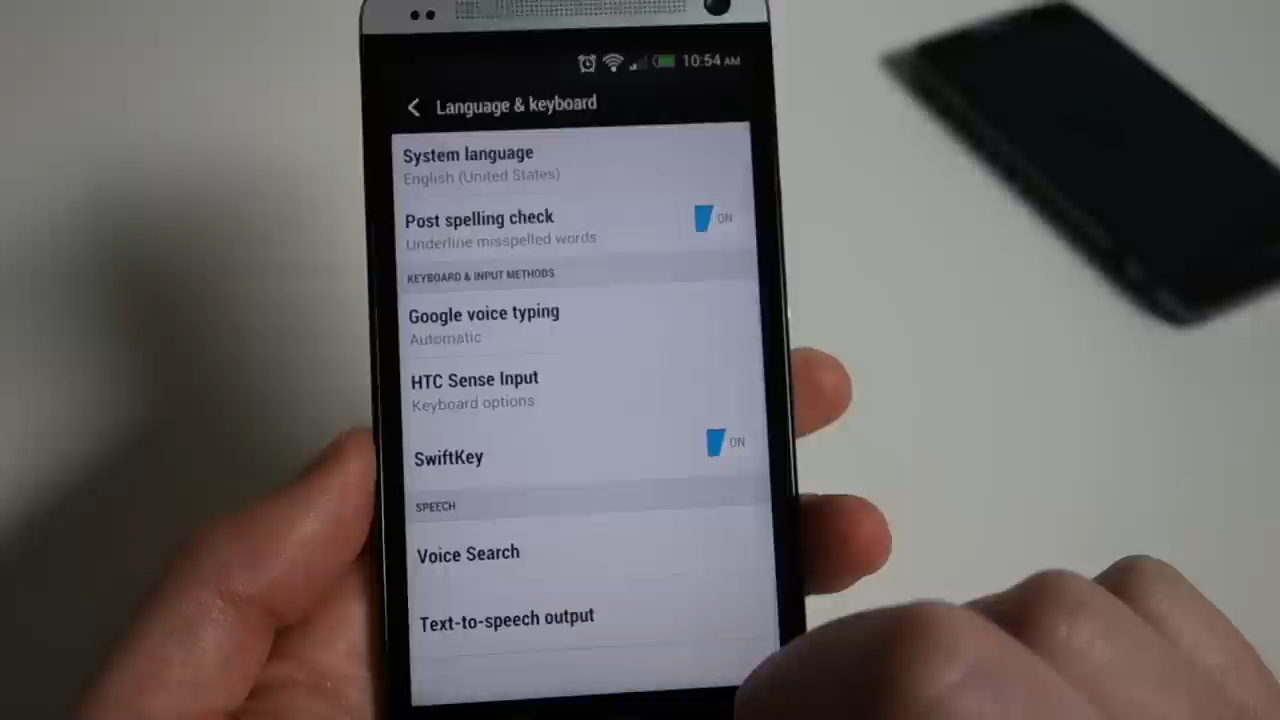 10:54 AM
Language & keyboard
System language
English (United States)
Post spelling check
ON
Underline misspelled words
KEYBOARD & INPUT METHODS
Google voice typing
Automatic
HTC Sense Input
Keyboard options
SwiftKey
ON
SPEECH
Voice Search
Text-to-speech output